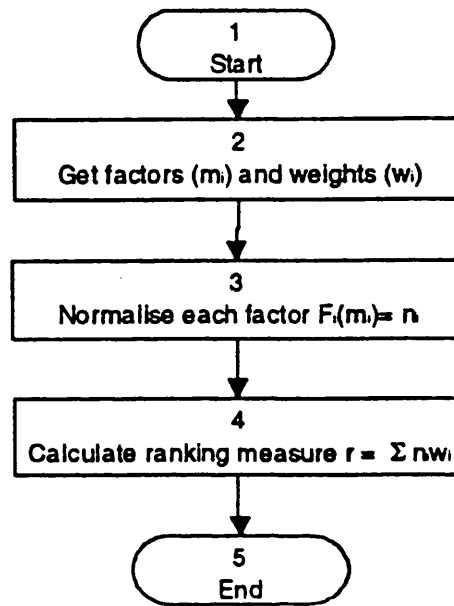 1
Start
2
Get factors (mᵢ) and weights (wᵢ)
3
Normalise each factor Fᵢ(mᵢ)= nᵢ
4
Calculate ranking measure r = Σ nᵢwᵢ
5
End